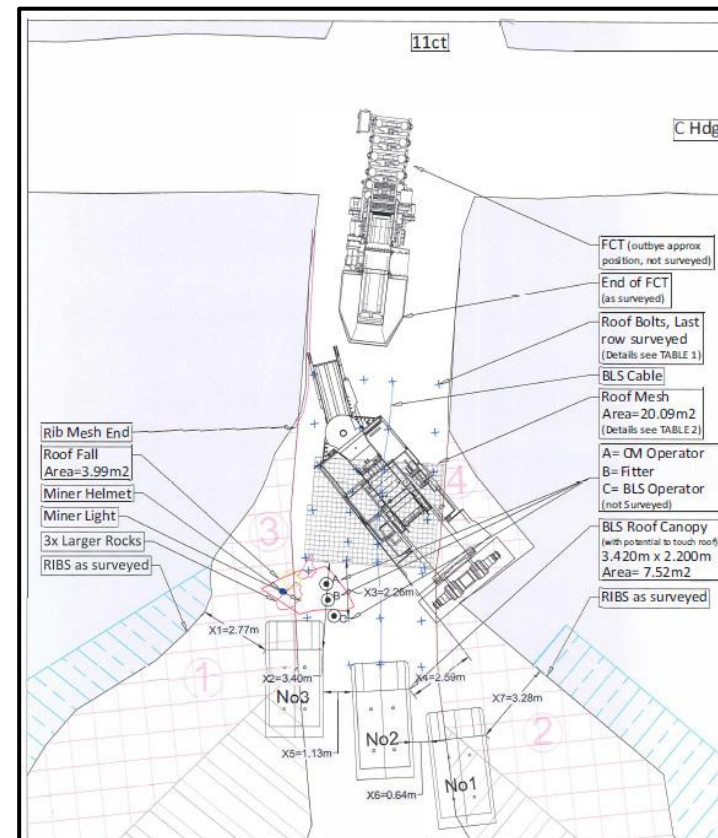 11ct
C Hdg
FCT (outbye approx
position, not surveyed)
End of FCT
(as surveyed)
Roof Bolts, Last
row surveyed
(Details see TABLE 1)
BLS Cable
Roof Mesh
Area=20.09m2
(Details see TABLE 2)
A= CM Operator
B= Fitter
C= BLS Operator
(not Surveyed)
BLS Roof Canopy
(with potential to touch roof)
3.420m x 2.200m
Area= 7.52m2
RIBS as surveyed
Rib Mesh End
Roof Fall
Area=3.99m2
Miner Helmet
Miner Light
3x Larger Rocks
RIBS as surveyed
3
4
A
B
C
X3=2.26m
X1=2.77m
X2=3.40m
X4=2.59m
X7=3.28m
1
No3
X5=1.13m
No2
2
X6=0.64m
No1